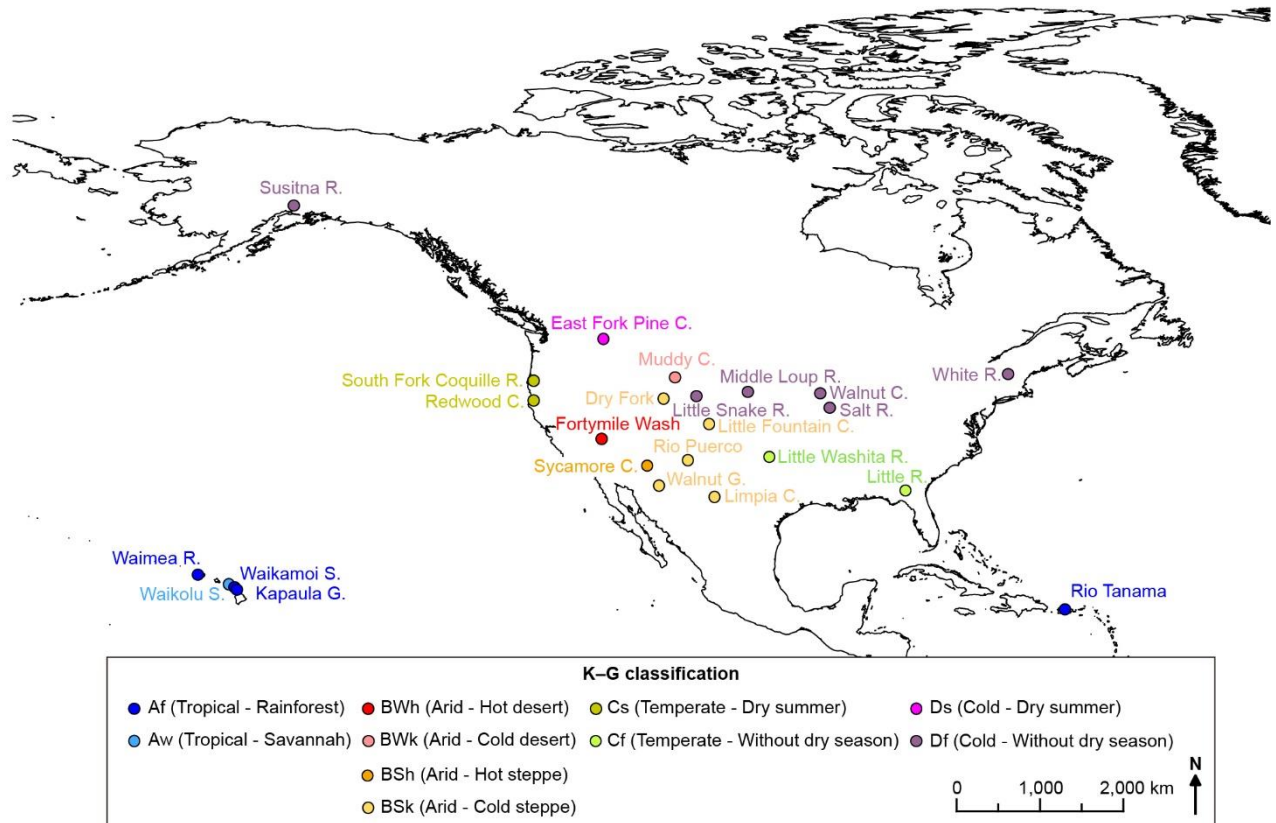 Susitna R.
East Fork Pine C.
Muddy C.
Middle Loup R.
White R.
South Fork Coquille R.
Walnut C.
Dry Fork
Redwood C.
Little Snake R.
Salt R.
Fortymile Wash
Little Fountain C.
Rio Puerco
Little Washita R.
Sycamore C.
Little R.
Walnut G.
Limpia C.
Waimea R.
Waikamoi S.
Waikolu S.
Kapaula G.
Rio Tanama
K–G classification
Af (Tropical - Rainforest)
BWh (Arid - Hot desert)
Cs (Temperate - Dry summer)
Ds (Cold - Dry summer)
Aw (Tropical - Savannah)
BWk (Arid - Cold desert)
Cf (Temperate - Without dry season)
Df (Cold - Without dry season)
BSh (Arid - Hot steppe)
BSk (Arid - Cold steppe)
0 1,000 2,000 km
N